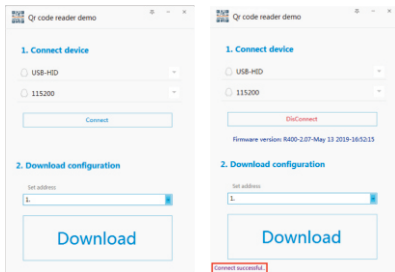 Qr code reader demo
1. Connect device
USB-HID
115200
Connect
2. Download configuration
Set address
1.
Download
Qr code reader demo
1. Connect device
USB-HID
115200
DisConnect
Firmware version: R400-2.07-May 13 2019-16:52:15
2. Download configuration
Set address
1.
Download
Connect successful.